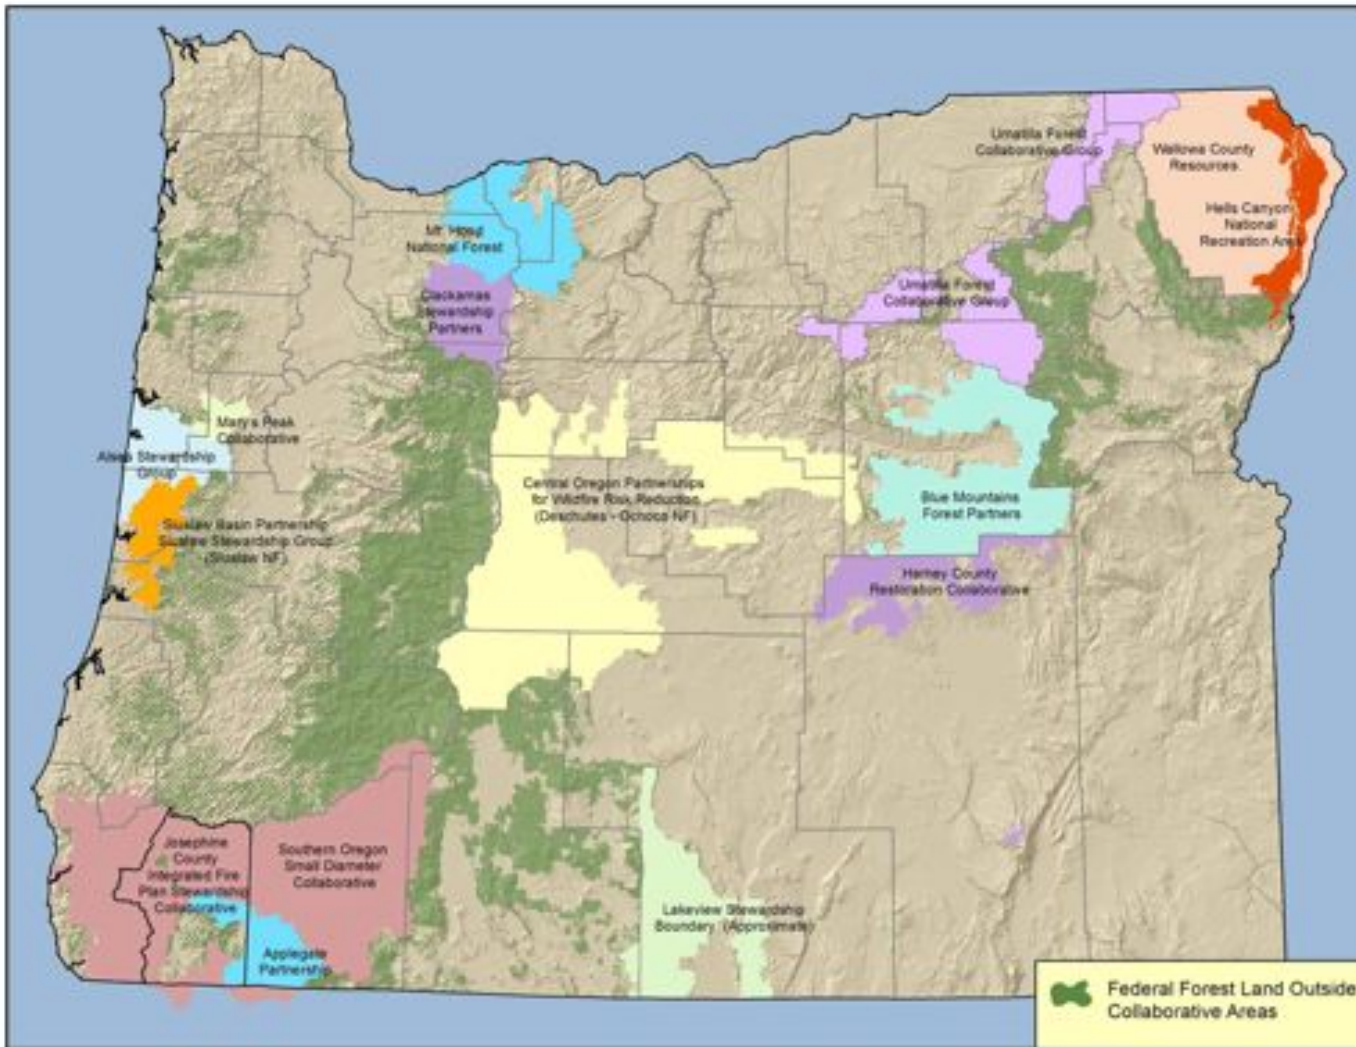 Umatilla Forest
Collaborative Group
Wallowa County
Resources
Hells Canyon
National
Recreation Area
Mt. Hood
National Forest
Clackamas
Stewardship
Partners
Umatilla Forest
Collaborative Group
Mary's Peak
Collaborative
Alsea Stewardship
Group
Central Oregon Partnerships
for Wildfire Risk Reduction
(Deschutes - Ochoco NF)
Blue Mountains
Forest Partners
Siuslaw Basin Partnership
Siuslaw Stewardship Group
(Siuslaw NF)
Harney County
Restoration Collaborative
Josephine
County
Integrated Fire
Plan Stewardship
Collaborative
Southern Oregon
Small Diameter
Collaborative
Lakeview Stewardship
Boundary (Approximate)
Applegate
Partnership
Federal Forest Land Outside
Collaborative Areas